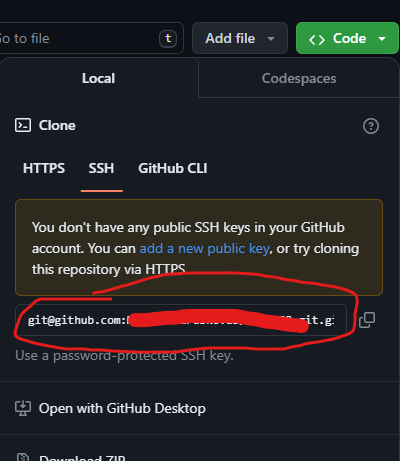 Go to file
t
Add file
Code
Local
Codespaces
Clone
HTTPS
SSH
GitHub CLI
You don't have any public SSH keys in your GitHub
account. You can add a new public key, or try cloning
this repository via HTTPS
git@github.com:
git.gi
Use a password-protected SSH key.
Open with GitHub Desktop
Download ZIP